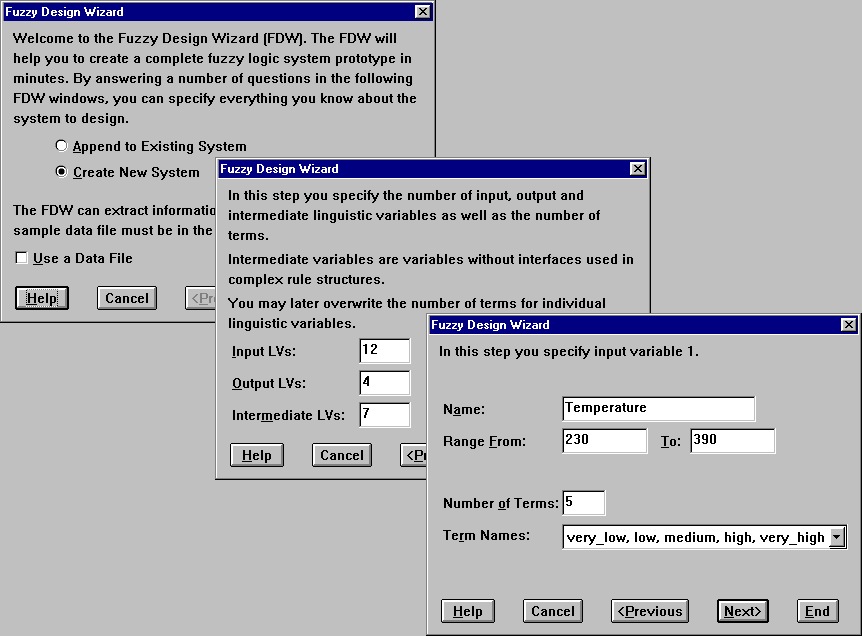 Fuzzy Design Wizard
Welcome to the Fuzzy Design Wizard (FDW). The FDW will
help you to create a complete fuzzy logic system prototype in
minutes. By answering a number of questions in the following
FDW windows, you can specify everything you know about the
system to design.
Append to Existing System
Create New System
The FDW can extract
sample data file must be in the
Use a Data File
Help
Cancel
Fuzzy Design Wizard
In this step you specify the number of input, output and
intermediate linguistic variables as well as the number of
terms.
Intermediate variables are variables without interfaces used in
complex rule structures.
You may later overwrite the number of terms for individual
linguistic variables.
Input LVs: 12
Output LVs: 4
Intermediate LVs: 7
Help
Cancel
Fuzzy Design Wizard
In this step you specify input variable 1.
Name: Temperature
Range From: 230 To: 390
Number of Terms: 5
Term Names: very_low, low, medium, high, very_high
Help
Cancel
<Previous
Next>
End